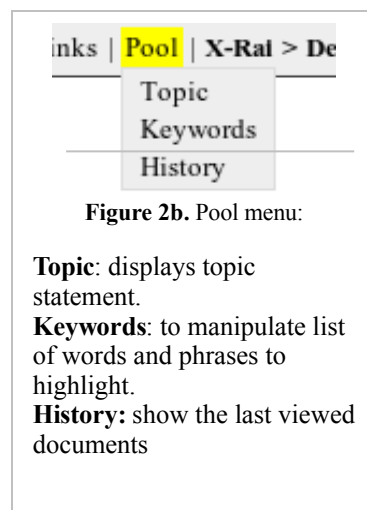 inks | Pool | X-Rai > De
Topic
Keywords
History
Figure 2b. Pool menu:
Topic: displays topic
statement.
Keywords: to manipulate list
of words and phrases to
highlight.
History: show the last viewed
documents